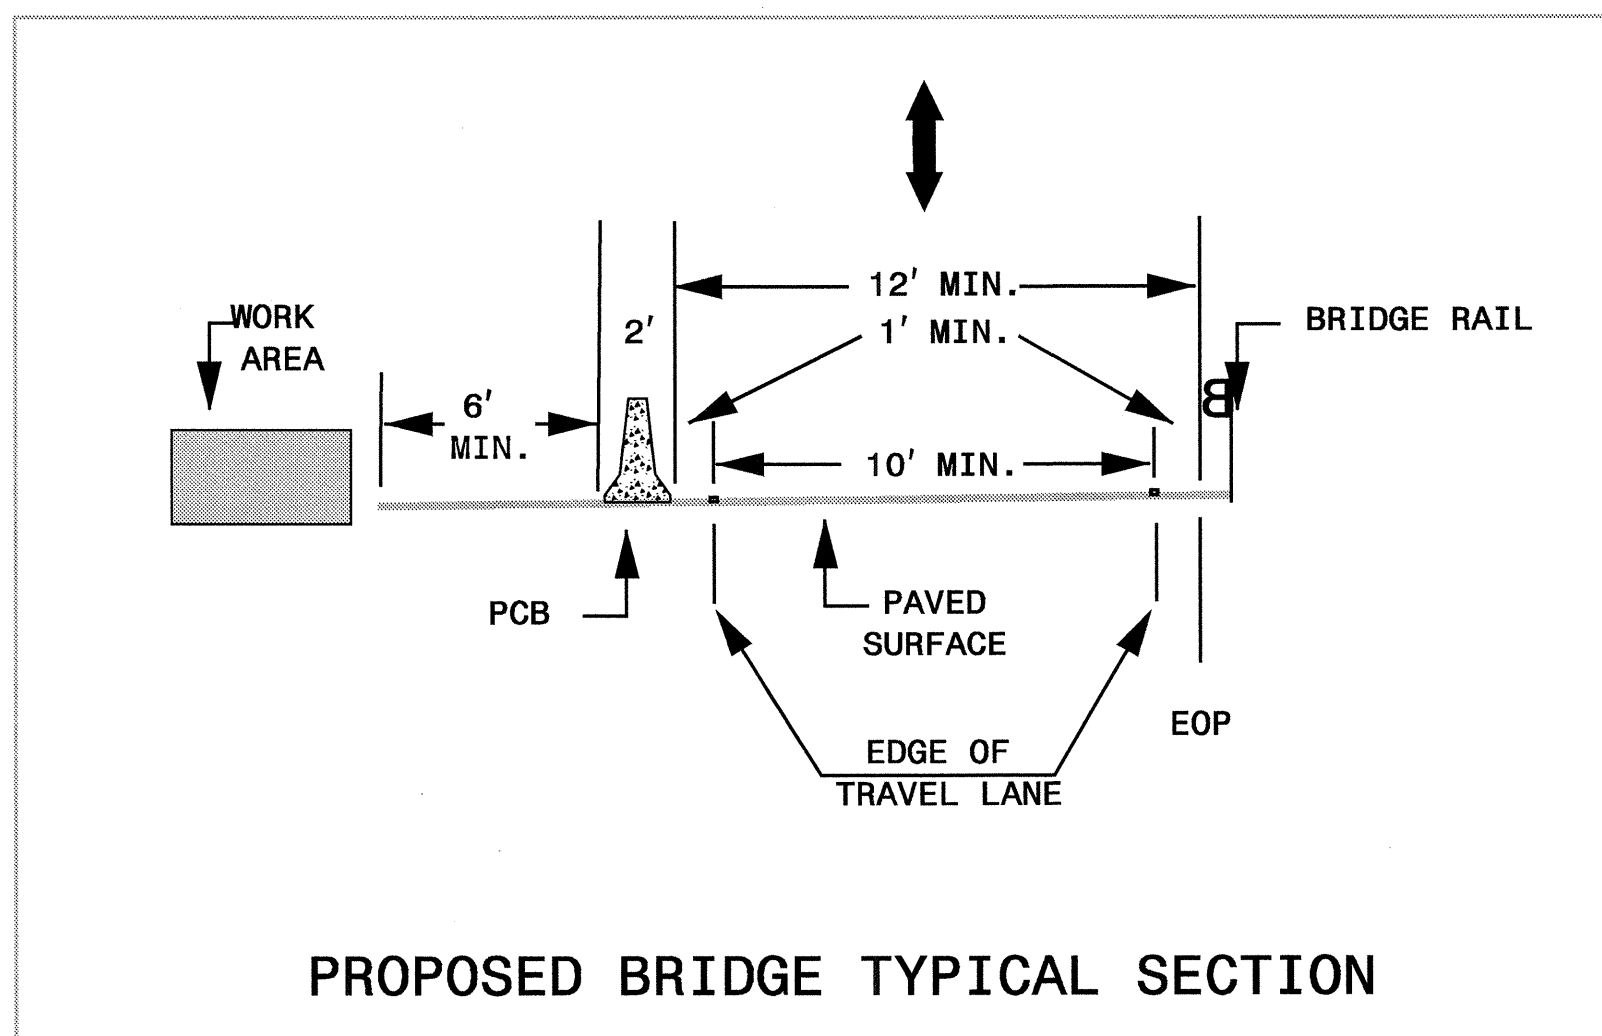 12' MIN.
WORK
AREA
2'
1' MIN.
BRIDGE RAIL
6'
MIN.
10' MIN.
PCB
PAVED
SURFACE
EOP
EDGE OF
TRAVEL LANE
PROPOSED BRIDGE TYPICAL SECTION